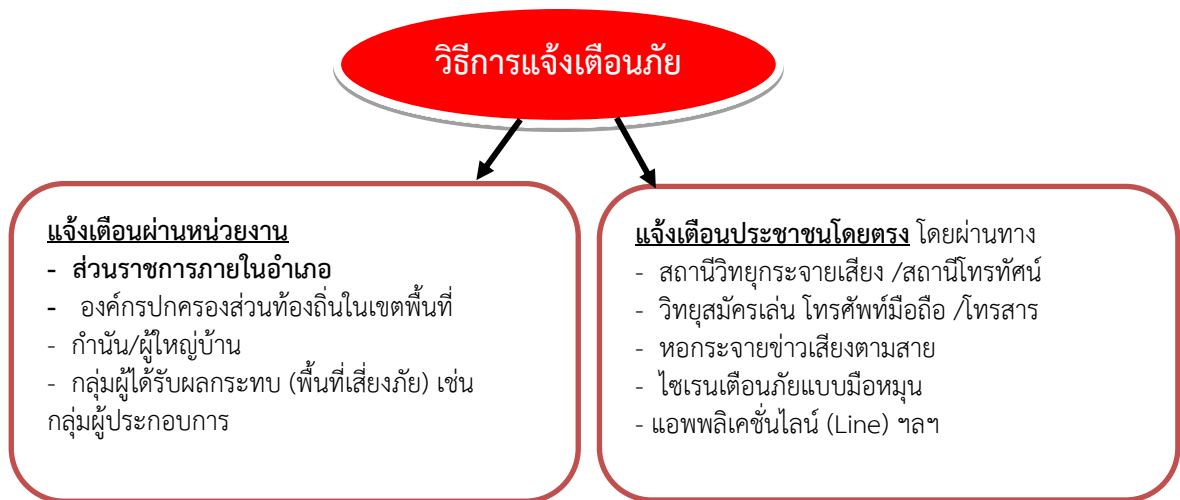 วิธีการแจ้งเตือนภัย
แจ้งเตือนผ่านหน่วยงาน
- ส่วนราชการภายในอำเภอ
- องค์กรปกครองส่วนท้องถิ่นในเขตพื้นที่
- กำนัน/ผู้ใหญ่บ้าน
- กลุ่มผู้ได้รับผลกระทบ (พื้นที่เสี่ยงภัย) เช่น
กลุ่มผู้ประกอบการ
แจ้งเตือนประชาชนโดยตรง โดยผ่านทาง
- สถานีวิทยุกระจายเสียง /สถานีโทรทัศน์
- วิทยุสมัครเล่น โทรศัพท์มือถือ /โทรสาร
- หอกระจายข่าวเสียงตามสาย
- ไซเรนเตือนภัยแบบมือหมุน
- แอพพลิเคชั่นไลน์ (Line) ฯลฯ